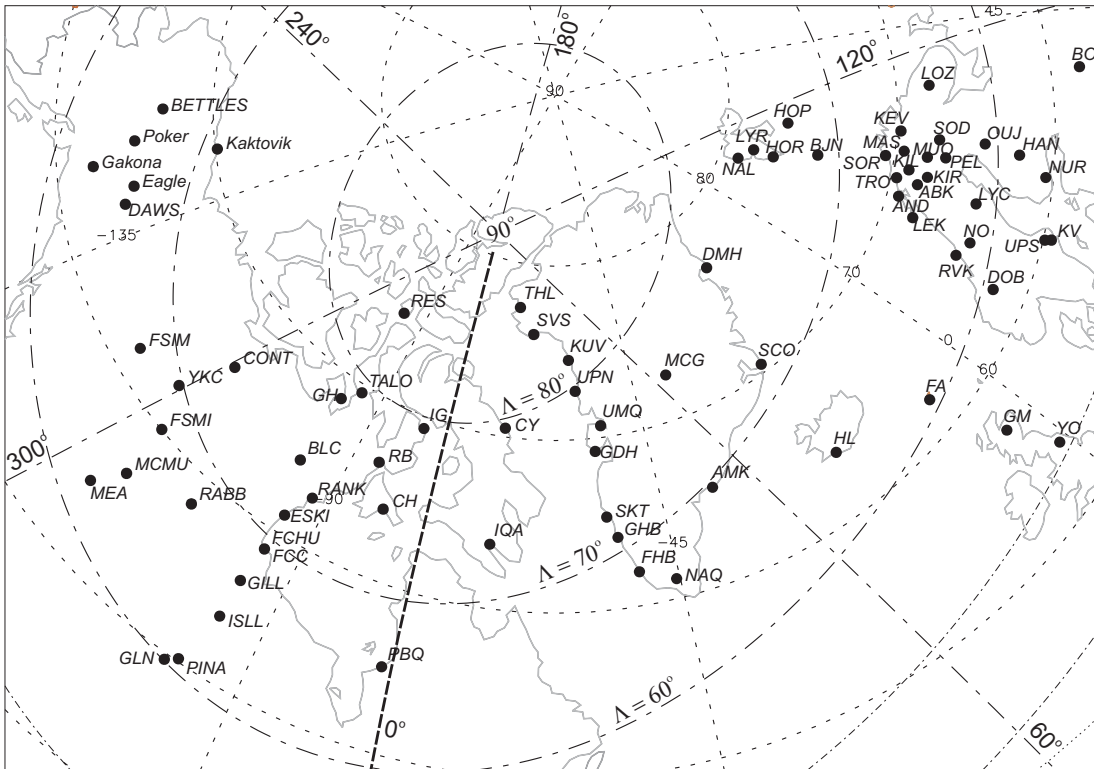 240°
180°
45
120°
BO
LOZ
BETTLES
90
HOP
KEV
SOD
OUJ
HAN
Poker
Kaktovik
LYR
HOR
BJN
MAS
MUO
Gakona
NAL
SOR
KIL
PEL
NUR
Eagle
80
TRO
KIR
ABK
DAWS
AND
LYC
-135
90°
LEK
NO
UPS
KV
DMH
RVK
70
DOB
RES
THL
SVS
FSIM
KUV
MCG
SCO
0
CONT
YKC
60
GH
TALO
UPN
FA
Λ = 80°
IG
CY
UMQ
GM
FSMI
HL
YO
300°
BLC
RB
GDH
MCMU
MEA
RABB
RANK
-90
CH
AMK
ESKI
SKT
IQA
GHB
FCHU
FCC
-45
Λ = 70°
FHB
NAQ
GILL
ISLL
GLN
PINA
PBQ
Λ = 60°
0°
60°